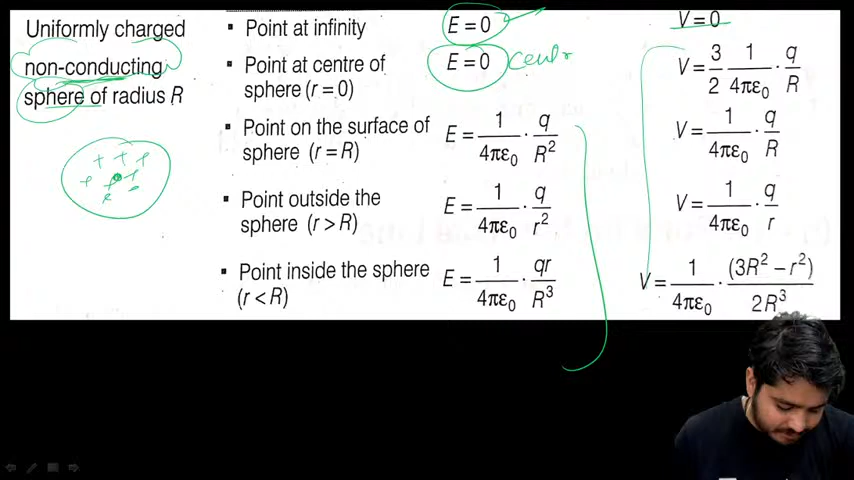 Uniformly charged
non-conducting
sphere of radius R
▪ Point at infinity E = 0 V = 0
▪ Point at centre of
sphere (r = 0) E = 0 V = 3/2 1/4πε₀ · q/R
▪ Point on the surface of
sphere (r = R) E = 1/4πε₀ · q/R² V = 1/4πε₀ · q/R
▪ Point outside the
sphere (r > R) E = 1/4πε₀ · q/r² V = 1/4πε₀ · q/r
▪ Point inside the sphere
(r < R) E = 1/4πε₀ · qr/R³ V = 1/4πε₀ · (3R² – r²)/2R³